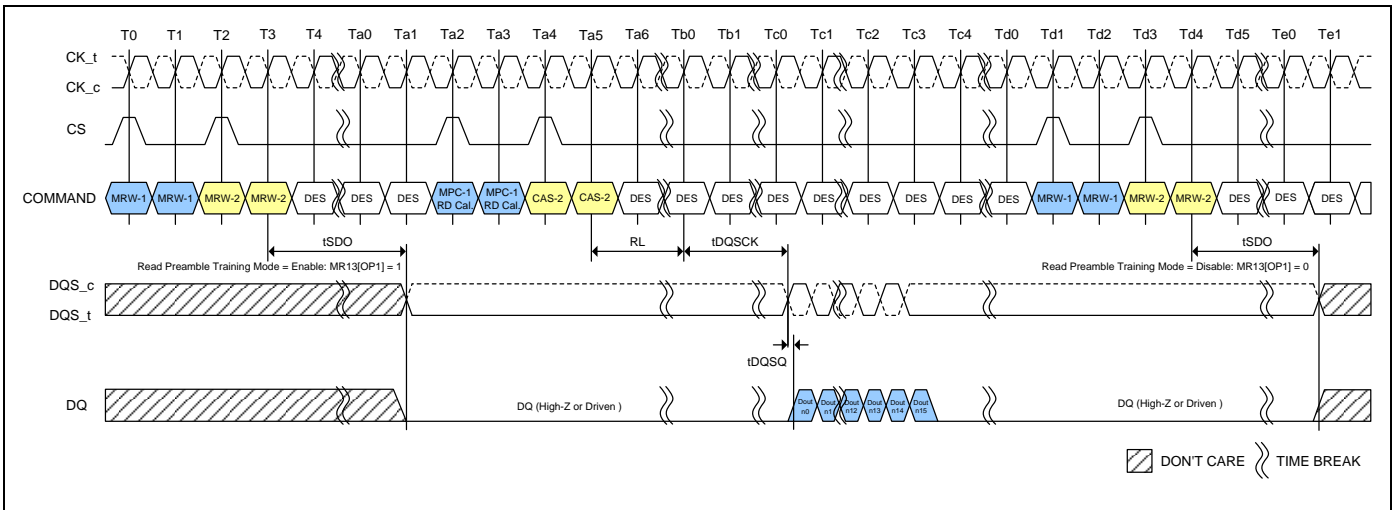 T0 T1 T2 T3 T4 Ta0 Ta1 Ta2 Ta3 Ta4 Ta5 Ta6 Tb0 Tb1 Tc0 Tc1 Tc2 Tc3 Tc4 Td0 Td1 Td2 Td3 Td4 Td5 Te0 Te1
CK_t
CK_c
CS
COMMAND MRW-1 MRW-1 MRW-2 MRW-2 DES DES DES MPC-1 RD Cal. MPC-1 RD Cal. CAS-2 CAS-2 DES DES DES DES DES DES DES DES DES MRW-1 MRW-1 MRW-2 MRW-2 DES DES DES
tSDO RL tDQSCK tSDO
Read Preamble Training Mode = Enable: MR13[OP1] = 1
Read Preamble Training Mode = Disable: MR13[OP1] = 0
DQS_c
DQS_t
tDQSQ
DQ
DQ (High-Z or Driven )
Dout n0 Dout n1 Dout n12 Dout n13 Dout n14 Dout n15
DQ (High-Z or Driven )
DON'T CARE TIME BREAK